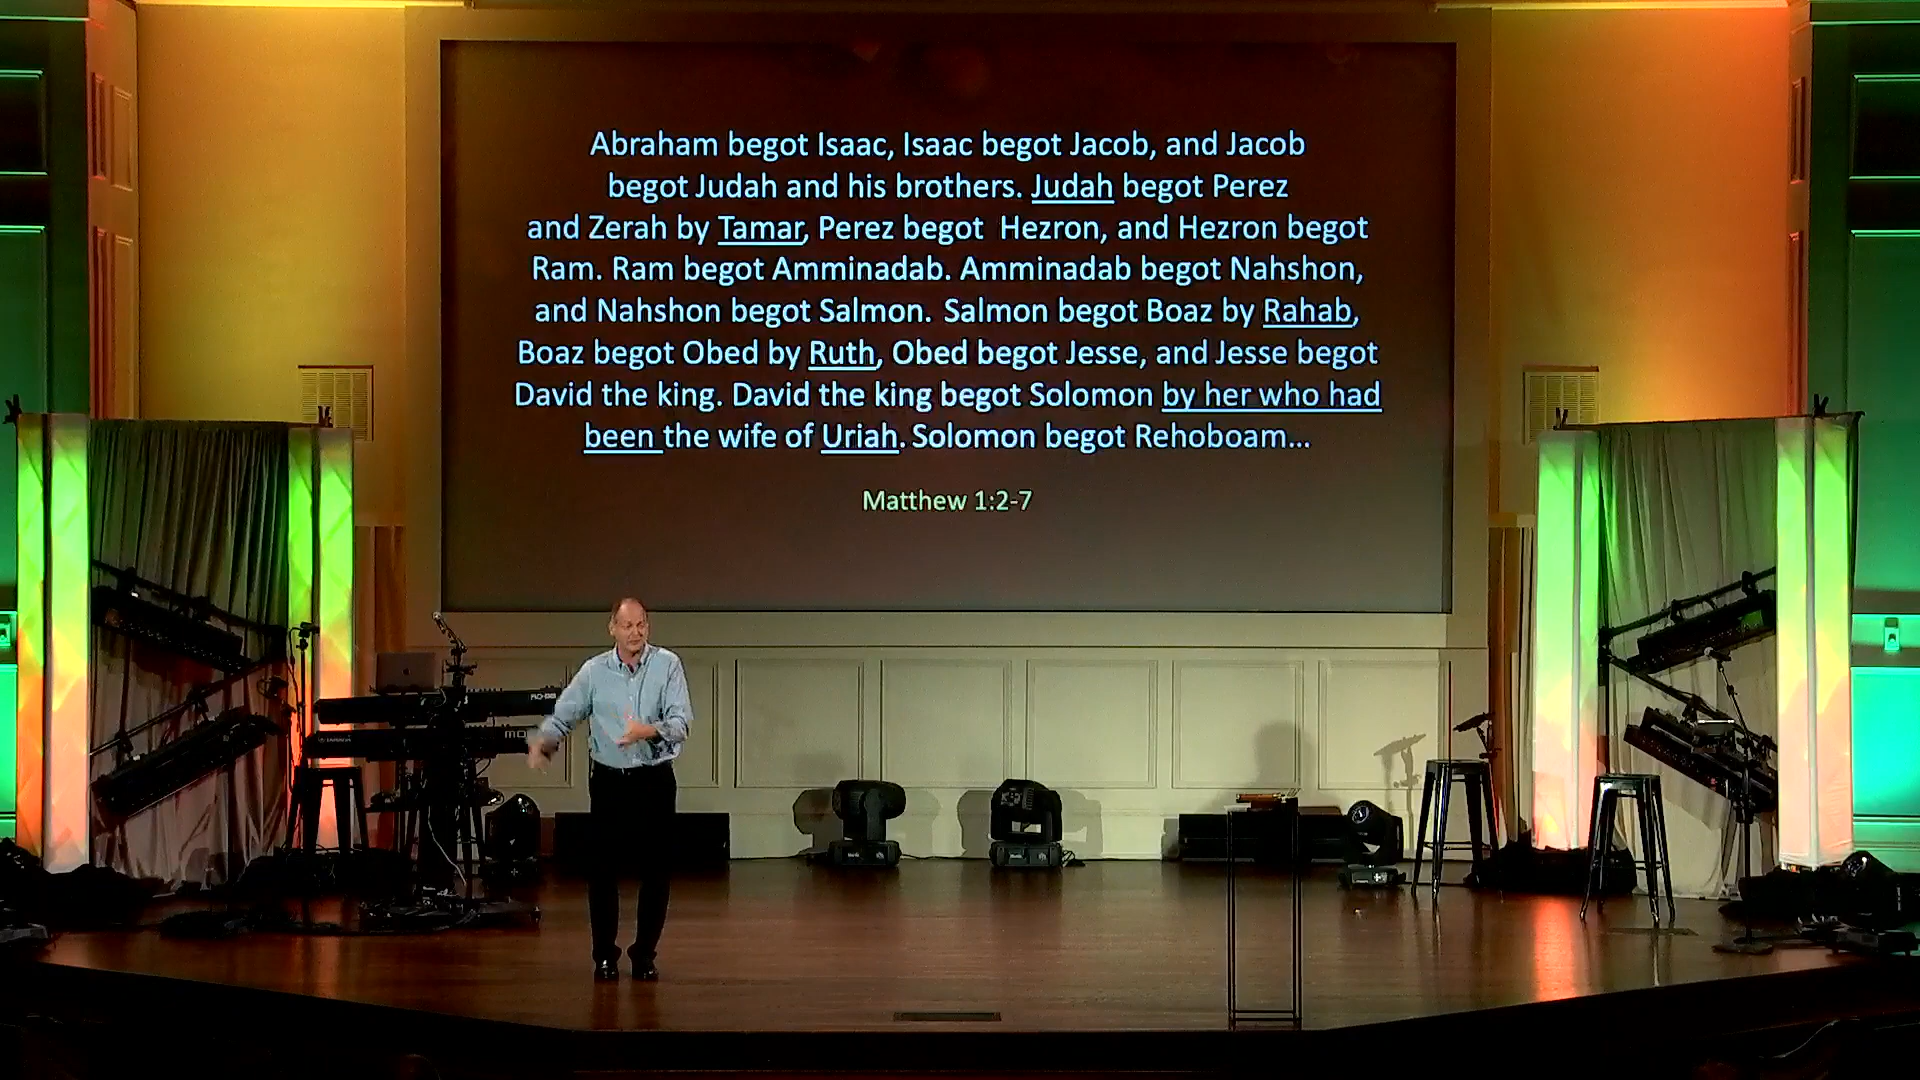 Abraham begot Isaac, Isaac begot Jacob, and Jacob
begot Judah and his brothers. Judah begot Perez
and Zerah by Tamar, Perez begot  Hezron, and Hezron begot
Ram. Ram begot Amminadab. Amminadab begot Nahshon,
and Nahshon begot Salmon.  Salmon begot Boaz by Rahab,
Boaz begot Obed by Ruth, Obed begot Jesse, and Jesse begot
David the king. David the king begot Solomon by her who had
been the wife of Uriah. Solomon begot Rehoboam...
Matthew 1:2-7
RD-88